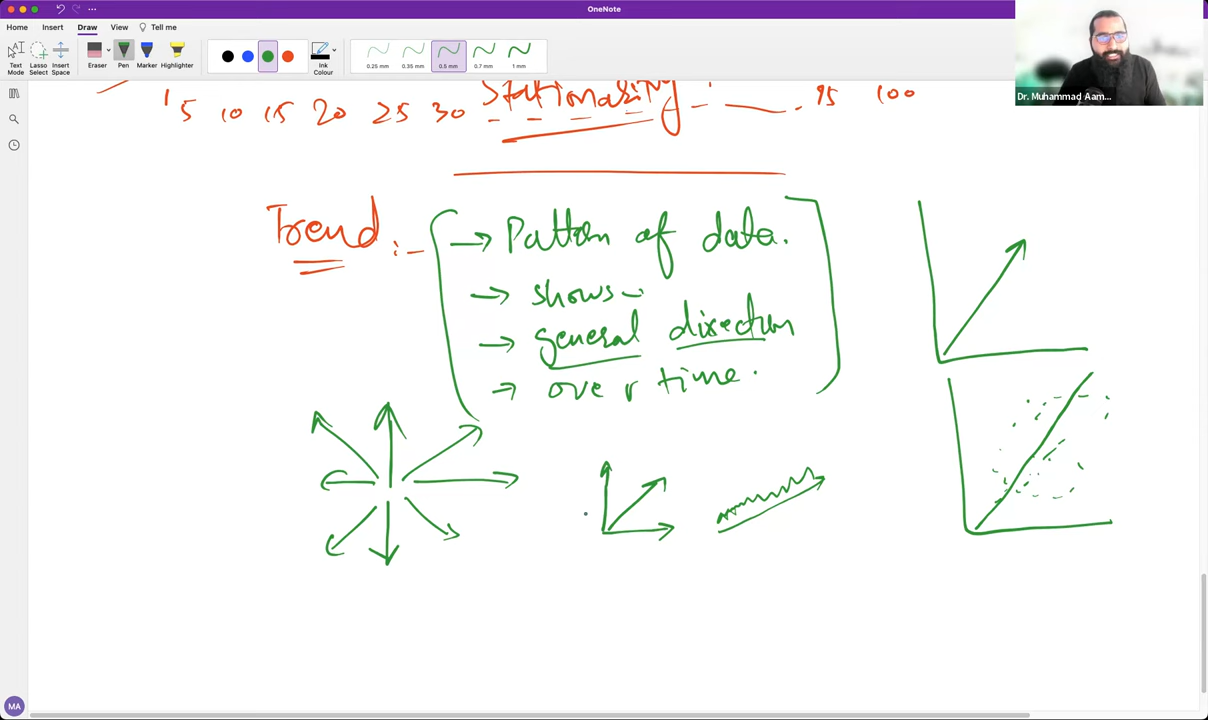 OneNote
Home Insert Draw View Tell me
Text Mode Lasso Select Insert Space Eraser Pen Marker Highlighter Ink Colour 0.25 mm 0.35 mm 0.5 mm 0.7 mm 1 mm
Dr. Muhammad Aam...
1 5 10 15 20 25 30 Stationarity 95 100
Trend :- → Pattern of data.
→ shows
→ general direction
→ over time.
MA